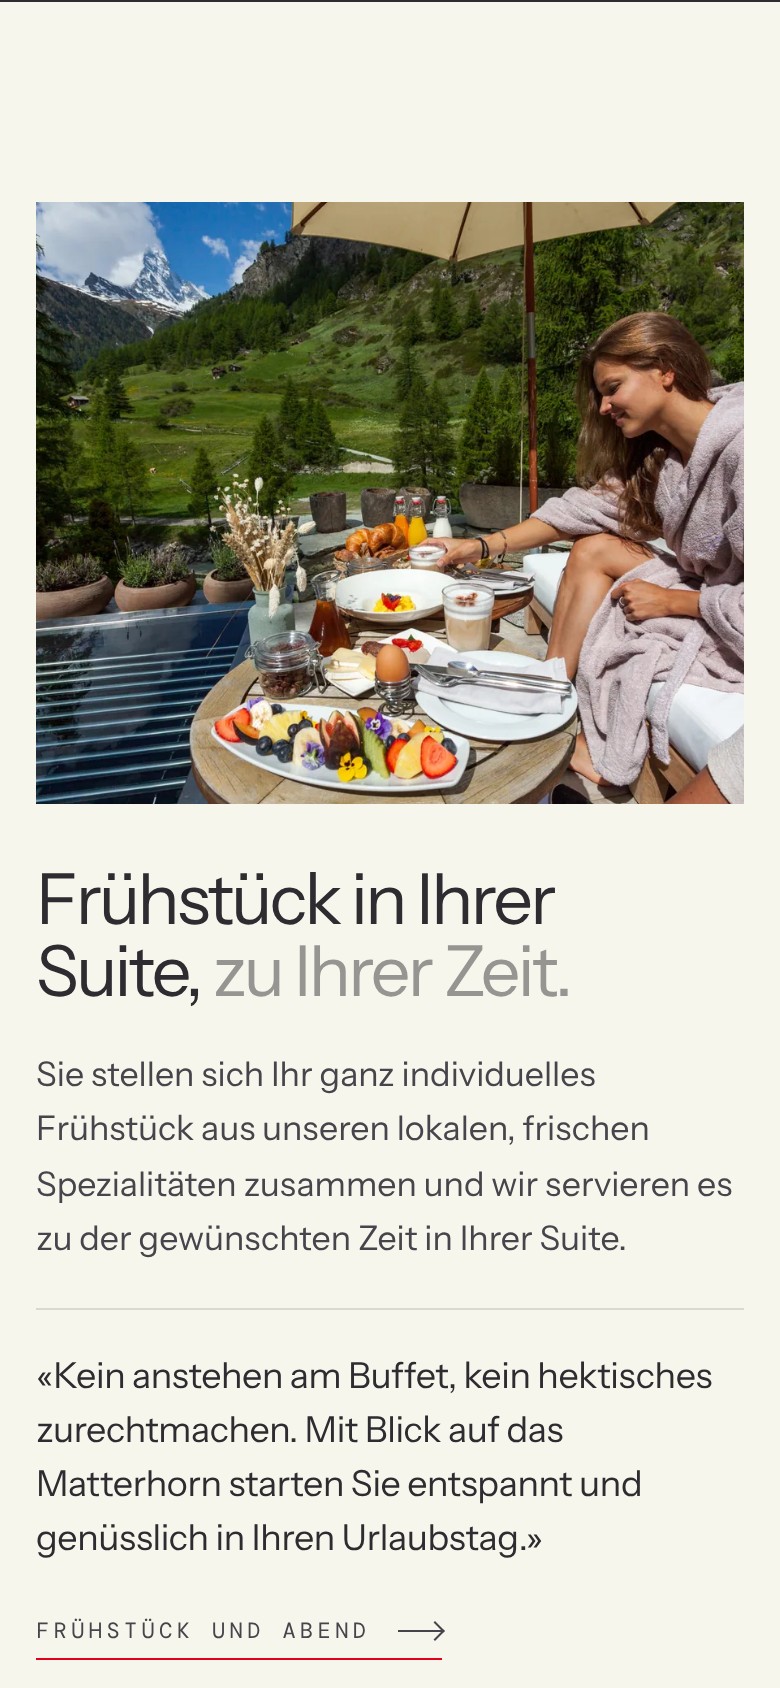 Frühstück in Ihrer
Suite, zu Ihrer Zeit.
Sie stellen sich Ihr ganz individuelles
Frühstück aus unseren lokalen, frischen
Spezialitäten zusammen und wir servieren es
zu der gewünschten Zeit in Ihrer Suite.
«Kein anstehen am Buffet, kein hektisches
zurechtmachen. Mit Blick auf das
Matterhorn starten Sie entspannt und
genüsslich in Ihren Urlaubstag.»
FRÜHSTÜCK UND ABEND